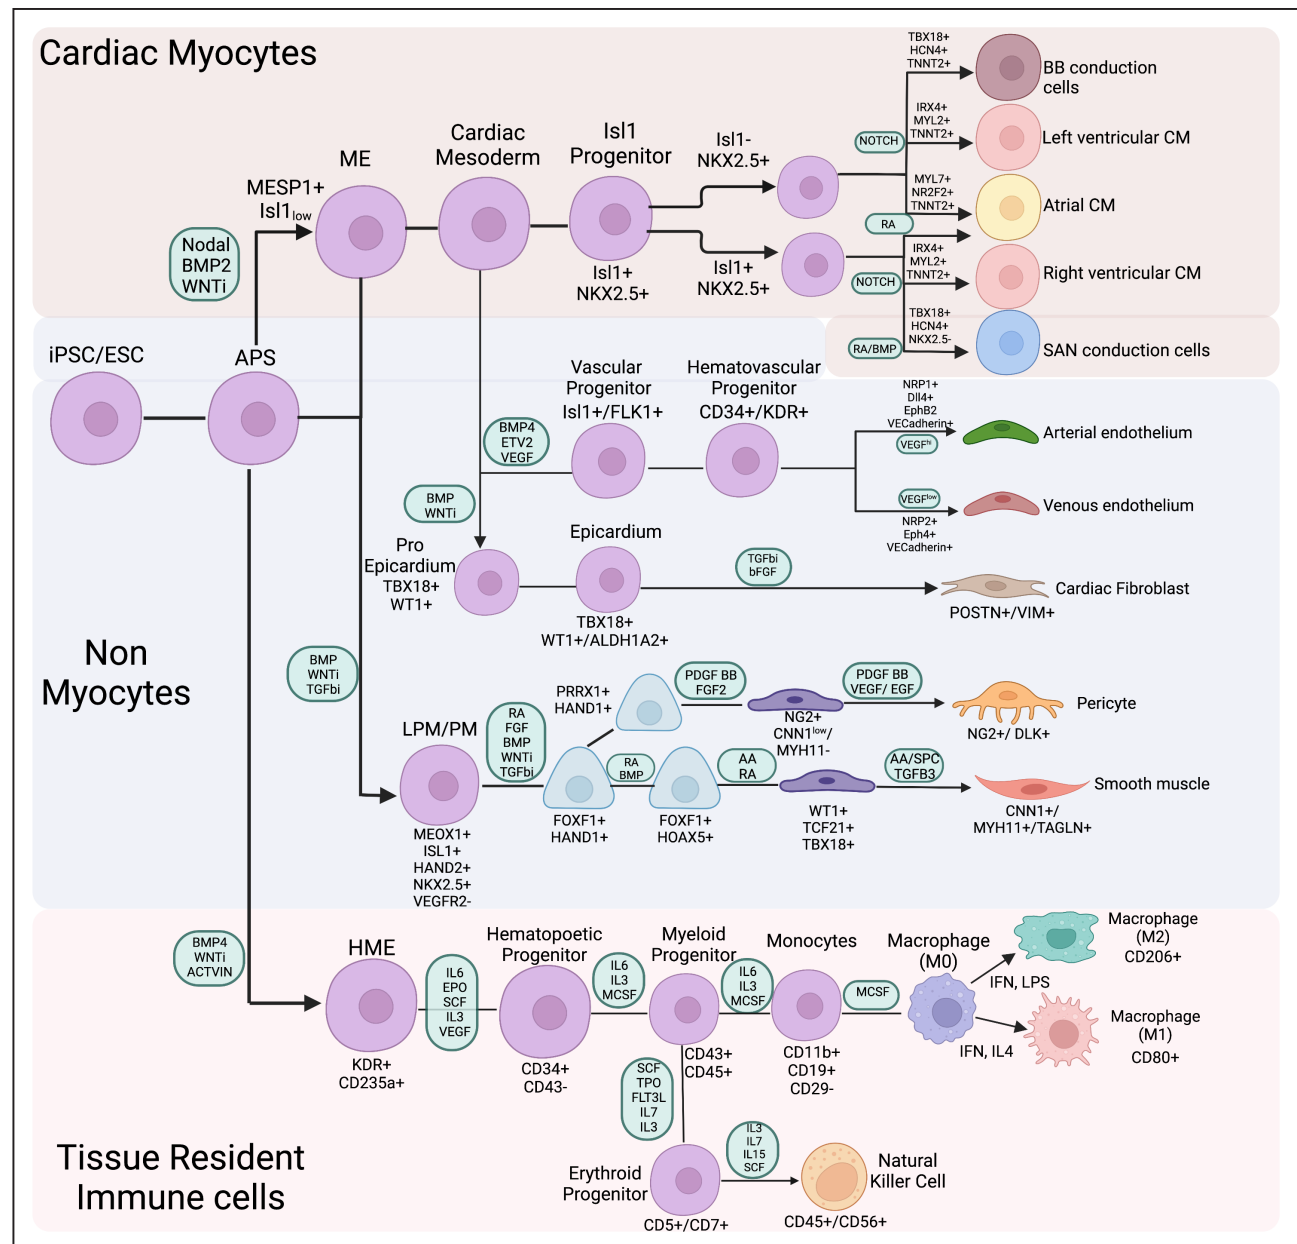 Cardiac Myocytes
TBX18+
HCN4+
TNNT2+
BB conduction
cells
ME
Cardiac
Mesoderm
Isl1
Progenitor
Isl1-
NKX2.5+
NOTCH
IRX4+
MYL2+
TNNT2+
Left ventricular CM
MESP1+
Isl1low
MYL7+
NR2F2+
TNNT2+
Atrial CM
RA
Nodal
BMP2
WNTi
Isl1+
NKX2.5+
Isl1+
NKX2.5+
NOTCH
IRX4+
MYL2+
TNNT2+
Right ventricular CM
RA/BMP
TBX18+
HCN4+
NKX2.5-
SAN conduction cells
iPSC/ESC
APS
Vascular
Progenitor
Isl1+/FLK1+
Hematovascular
Progenitor
CD34+/KDR+
NRP1+
Dll4+
EphB2
VECadherin+
VEGFhi
Arterial endothelium
BMP4
ETV2
VEGF
BMP
WNTi
VEGFlow
NRP2+
Eph4+
VECadherin+
Venous endothelium
Pro
Epicardium
TBX18+
WT1+
Epicardium
TBX18+
WT1+/ALDH1A2+
TGFbi
bFGF
Cardiac Fibroblast
POSTN+/VIM+
Non
Myocytes
BMP
WNTi
TGFbi
LPM/PM
RA
FGF
BMP
WNTi
TGFbi
PRRX1+
HAND1+
PDGF BB
FGF2
NG2+
CNN1low/
MYH11-
PDGF BB
VEGF/ EGF
Pericyte
NG2+/ DLK+
RA
BMP
AA
RA
AA/SPC
TGFB3
Smooth muscle
MEOX1+
ISL1+
HAND2+
NKX2.5+
VEGFR2-
FOXF1+
HAND1+
FOXF1+
HOAX5+
WT1+
TCF21+
TBX18+
CNN1+/
MYH11+/TAGLN+
BMP4
WNTi
ACTVIN
HME
IL6
EPO
SCF
IL3
VEGF
Hematopoetic
Progenitor
IL6
IL3
MCSF
Myeloid
Progenitor
IL6
IL3
MCSF
Monocytes
MCSF
Macrophage
(M0)
Macrophage
(M2)
CD206+
IFN, LPS
IFN, IL4
Macrophage
(M1)
CD80+
KDR+
CD235a+
CD34+
CD43-
CD43+
CD45+
CD11b+
CD19+
CD29-
SCF
TPO
FLT3L
IL7
IL3
Tissue Resident
Immune cells
Erythroid
Progenitor
CD5+/CD7+
IL3
IL7
IL15
SCF
Natural
Killer Cell
CD45+/CD56+